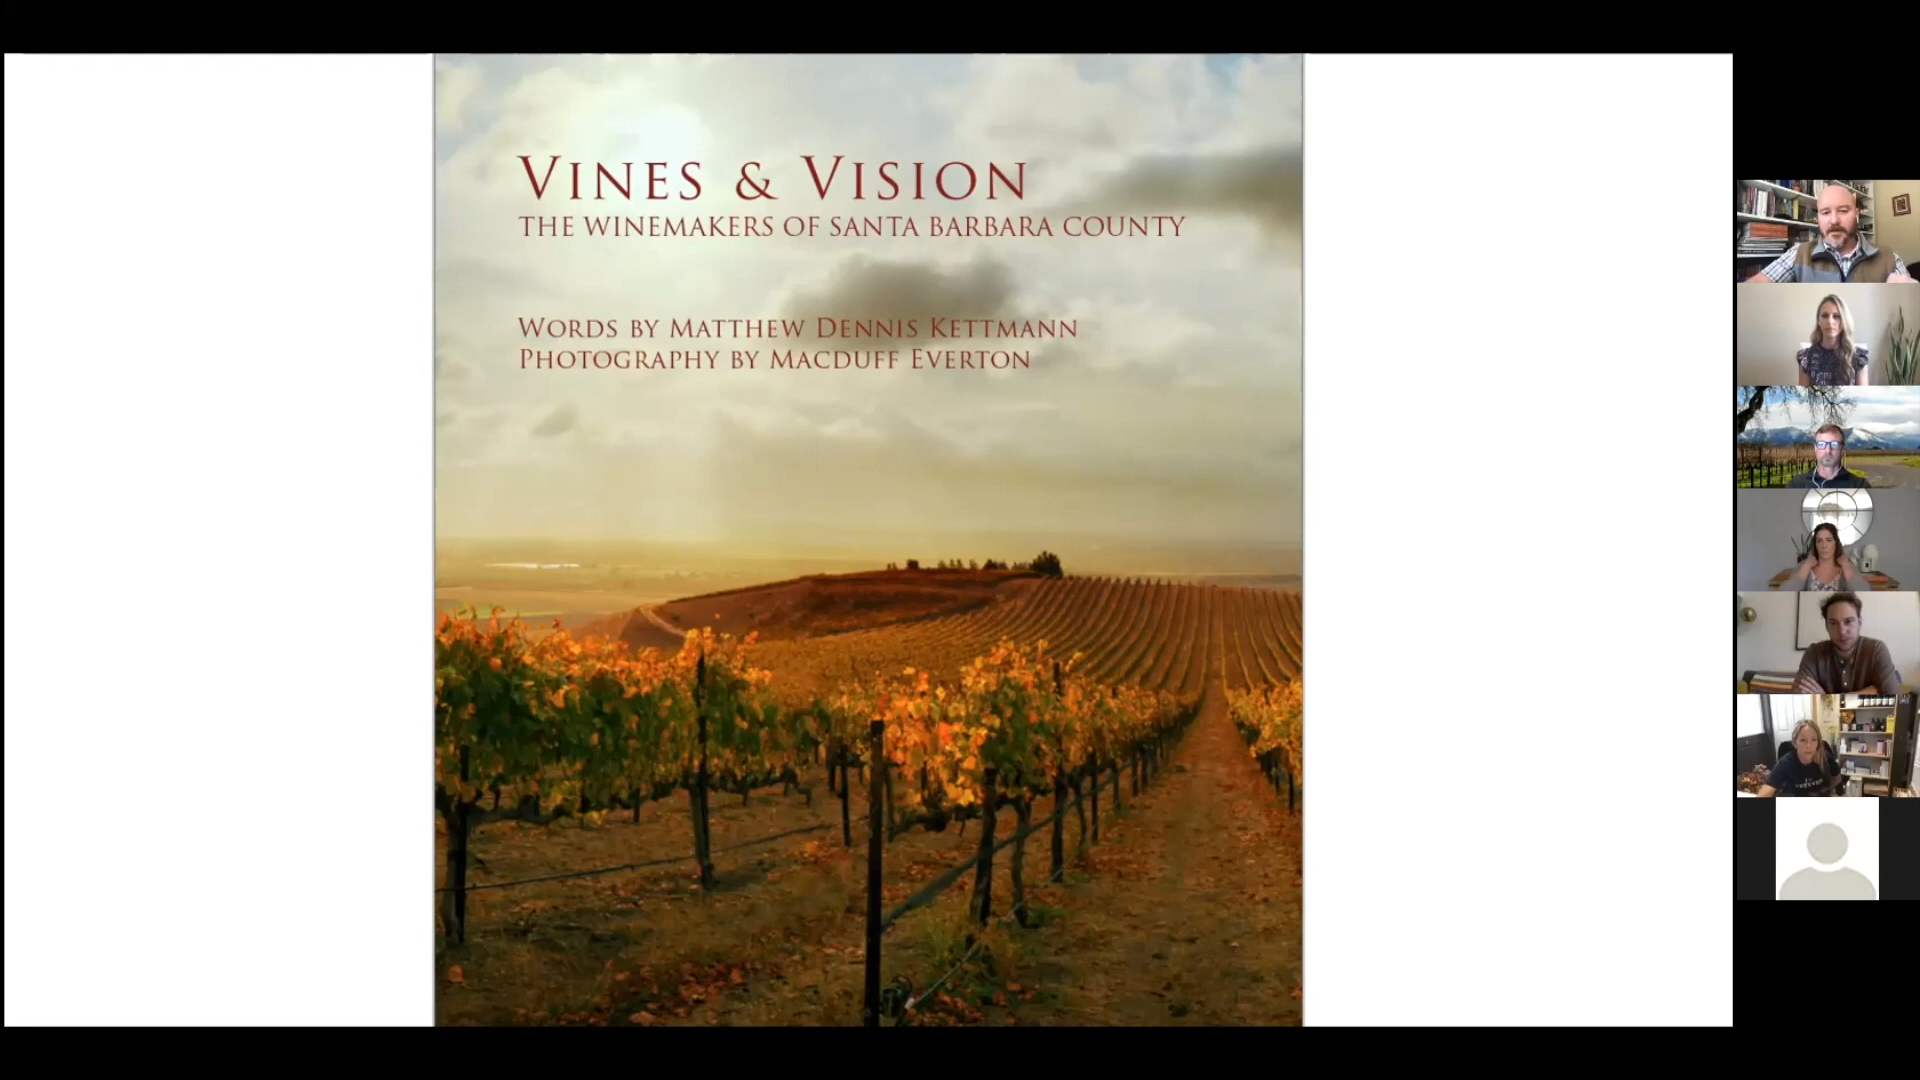 VINES & VISION
THE WINEMAKERS OF SANTA BARBARA COUNTY
WORDS BY MATTHEW DENNIS KETTMANN
PHOTOGRAPHY BY MACDUFF EVERTON